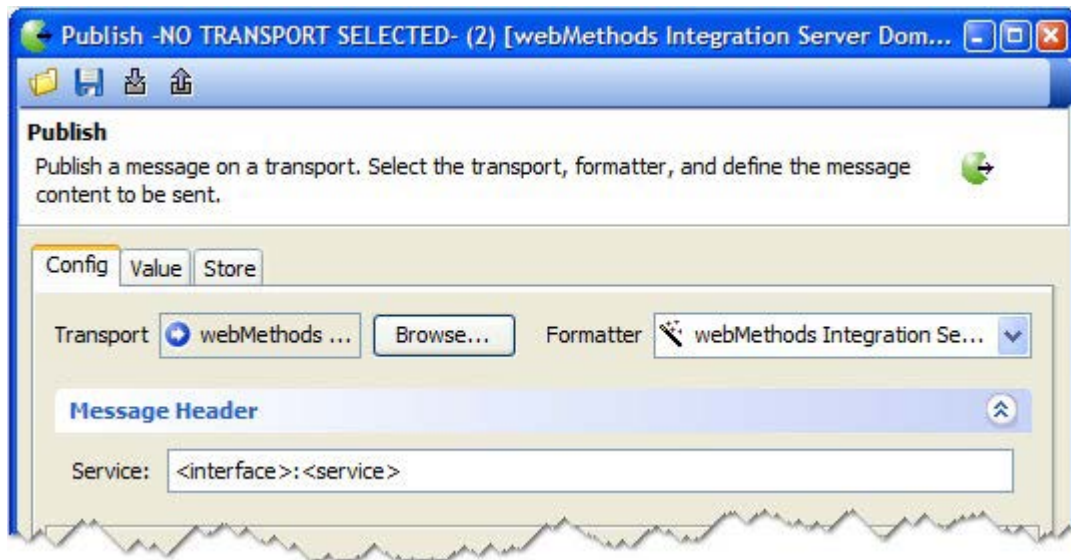 Publish -NO TRANSPORT SELECTED- (2) [webMethods Integration Server Dom...
Publish
Publish a message on a transport. Select the transport, formatter, and define the message
content to be sent.
Config Value Store
Transport webMethods ... Browse... Formatter webMethods Integration Se...
Message Header
Service: <interface>:<service>